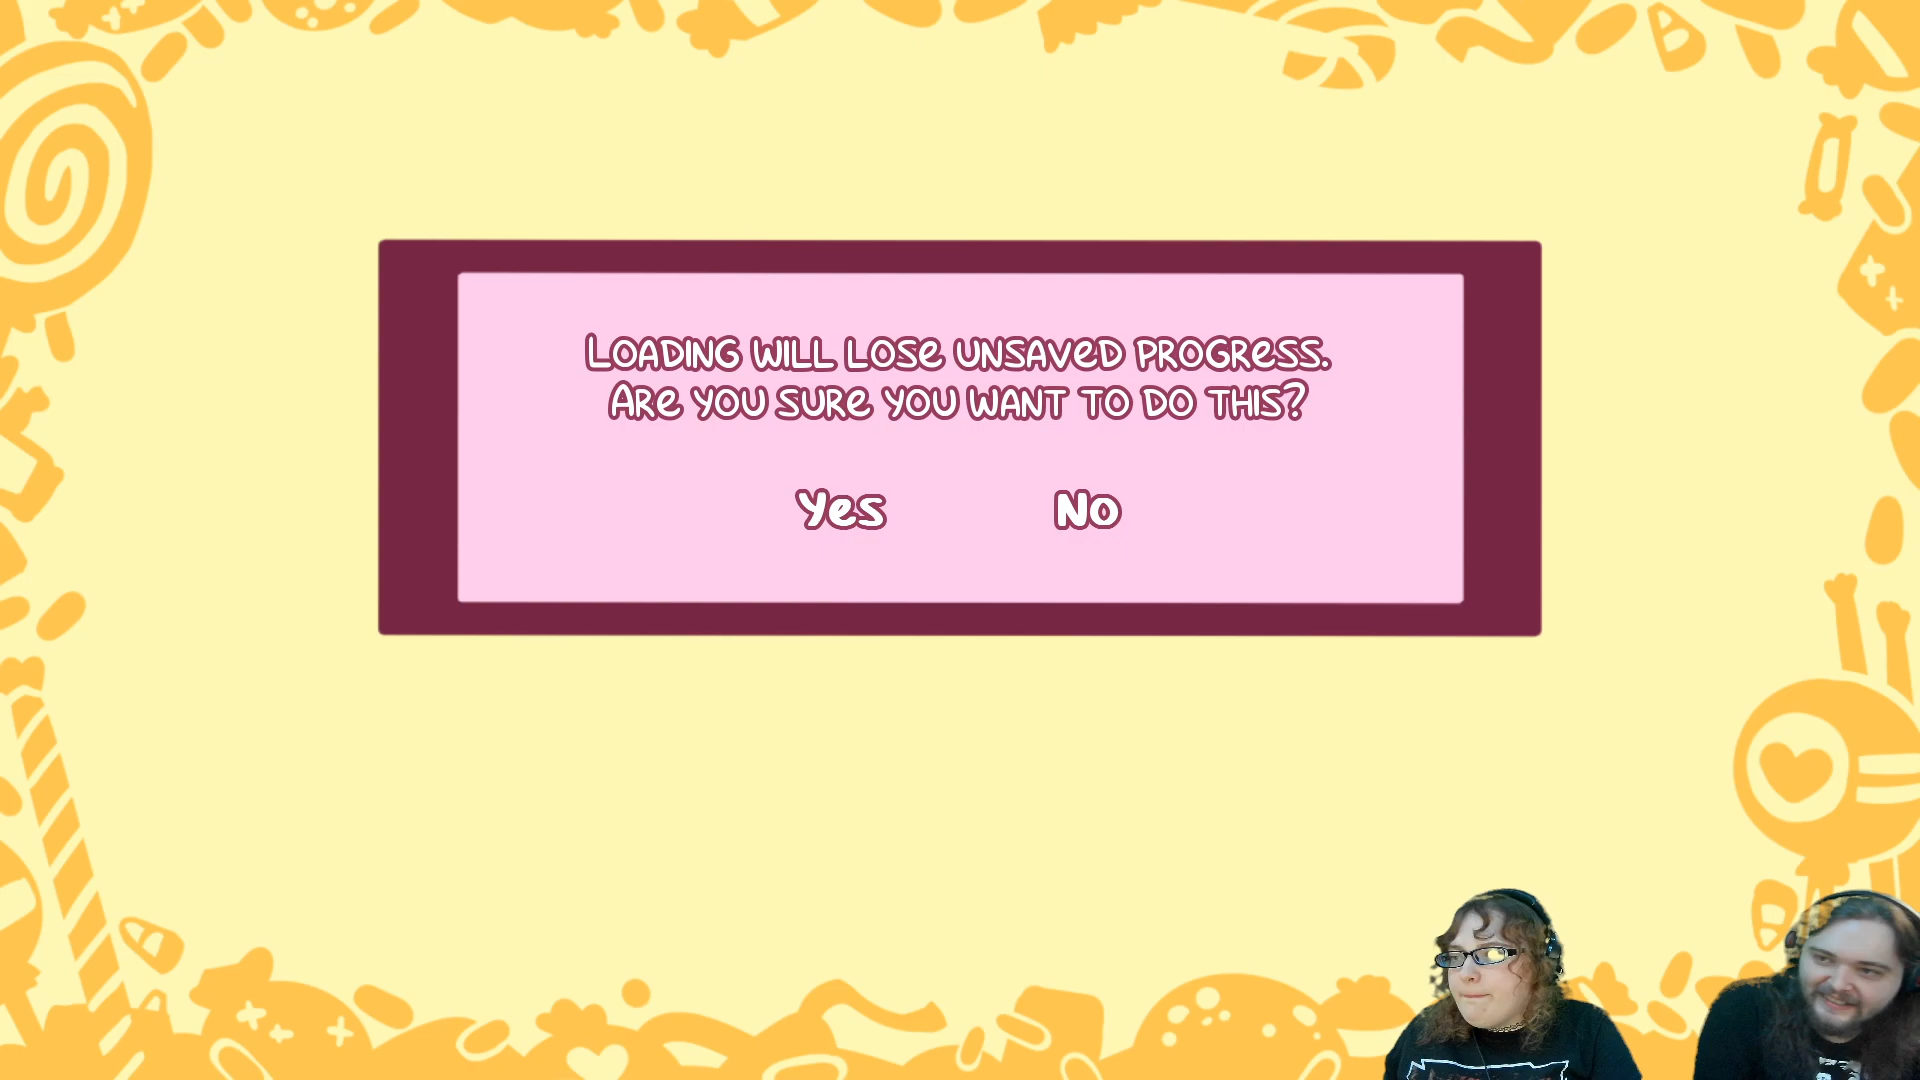 Loading will lose unsaved progress.
Are you sure you want to do this?
Yes No